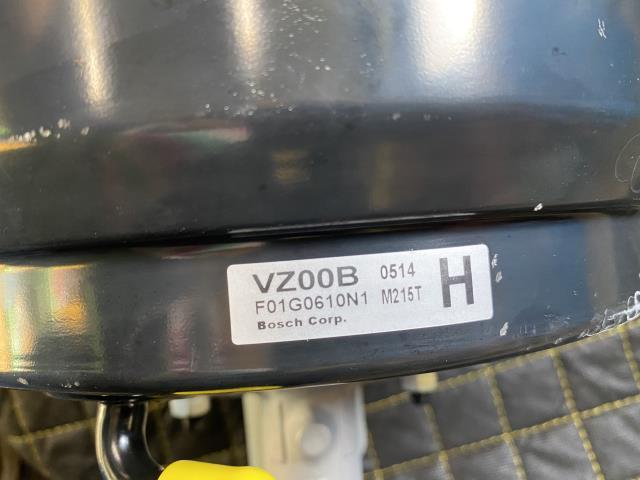 VZ00B 0514 H
F01G0610N1 M215T
Bosch Corp.